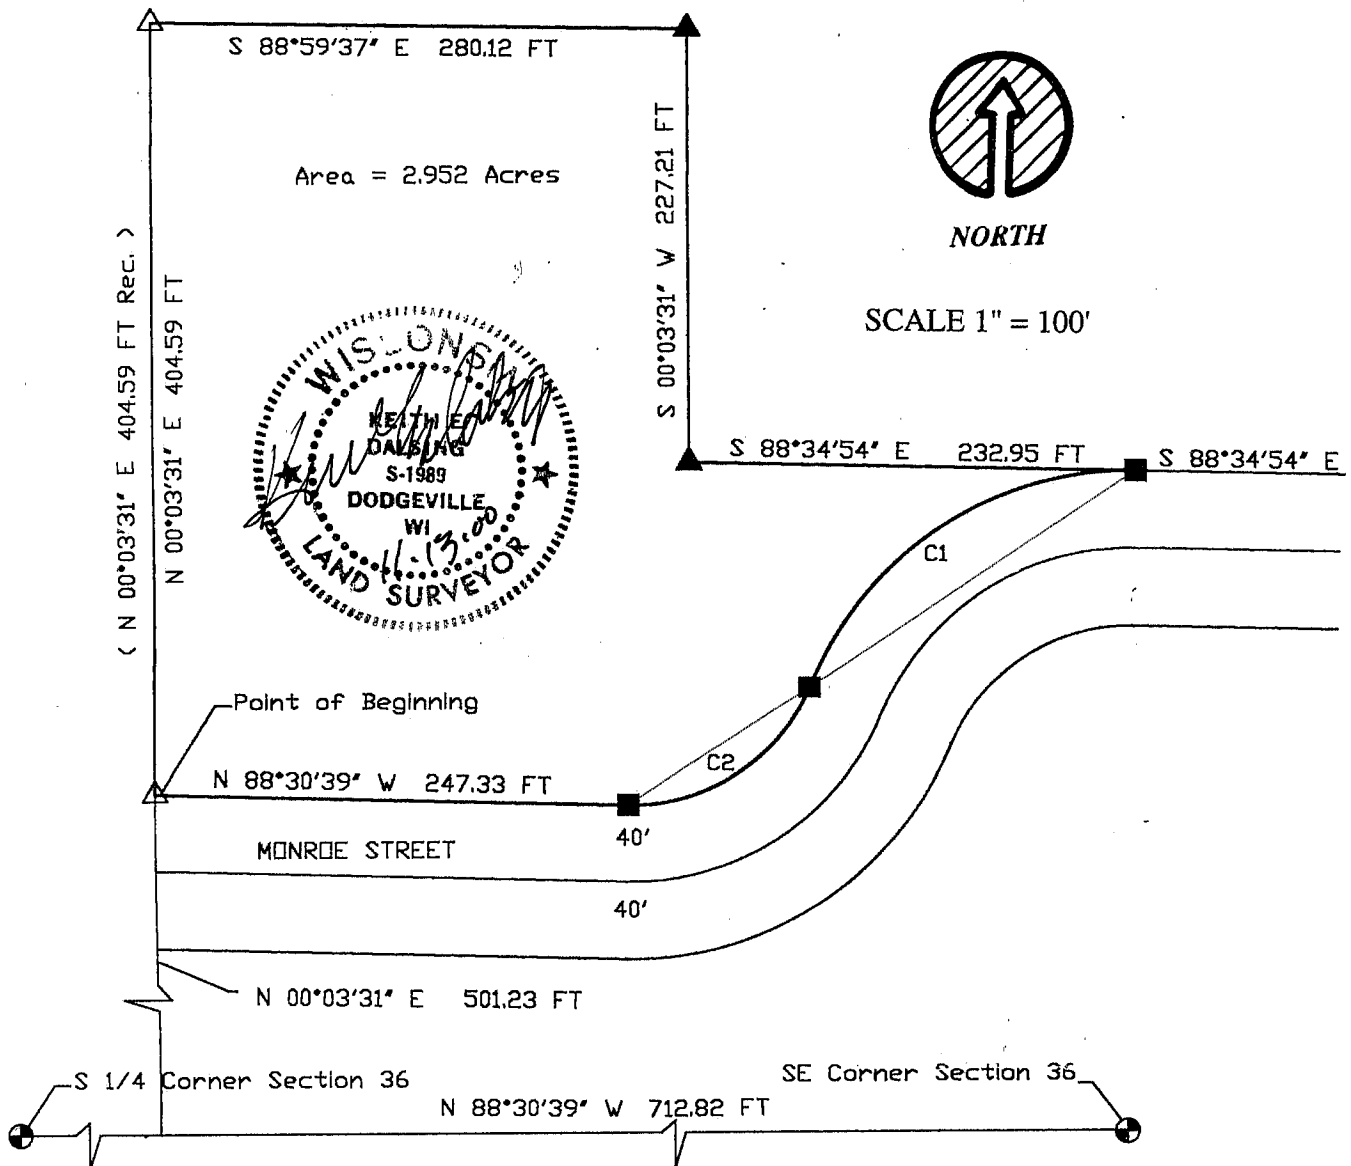 S 88°59'37" E 280.12 FT
Area = 2.952 Acres
S 00°03'31" W 227.21 FT
NORTH
SCALE 1" = 100'
( N 00°03'31" E 404.59 FT Rec. )
N 00°03'31" E 404.59 FT
WISCONSIN
KEITH E.
DALSING
S-1989
DODGEVILLE
WI
11-13-00
LAND SURVEYOR
S 88°34'54" E 232.95 FT
S 88°34'54" E
C1
Point of Beginning
C2
N 88°30'39" W 247.33 FT
40'
MONROE STREET
40'
N 00°03'31" E 501.23 FT
S 1/4 Corner Section 36
SE Corner Section 36
N 88°30'39" W 712.82 FT